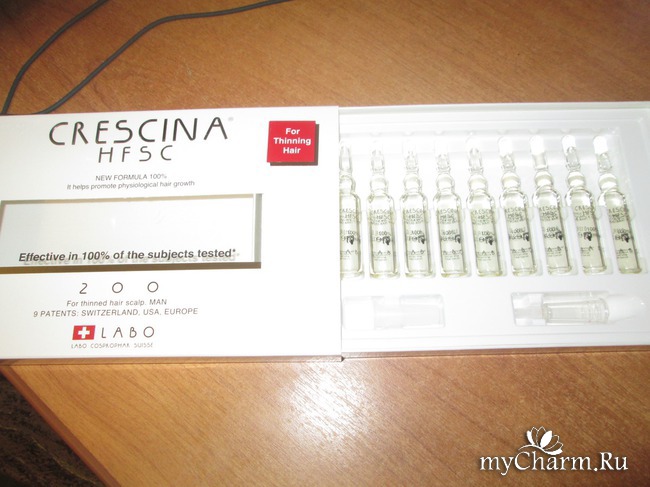 CRESCINA®
HFSC
For
Thinning
Hair
NEW FORMULA 100%
It helps promote physiological hair growth
Effective in 100% of the subjects tested*
200
For thinned hair scalp. MAN
9 PATENTS: SWITZERLAND, USA, EUROPE
LABO
LABO COSPROPHAR SUISSE
CRESCINA
HFSC
myCharm.Ru